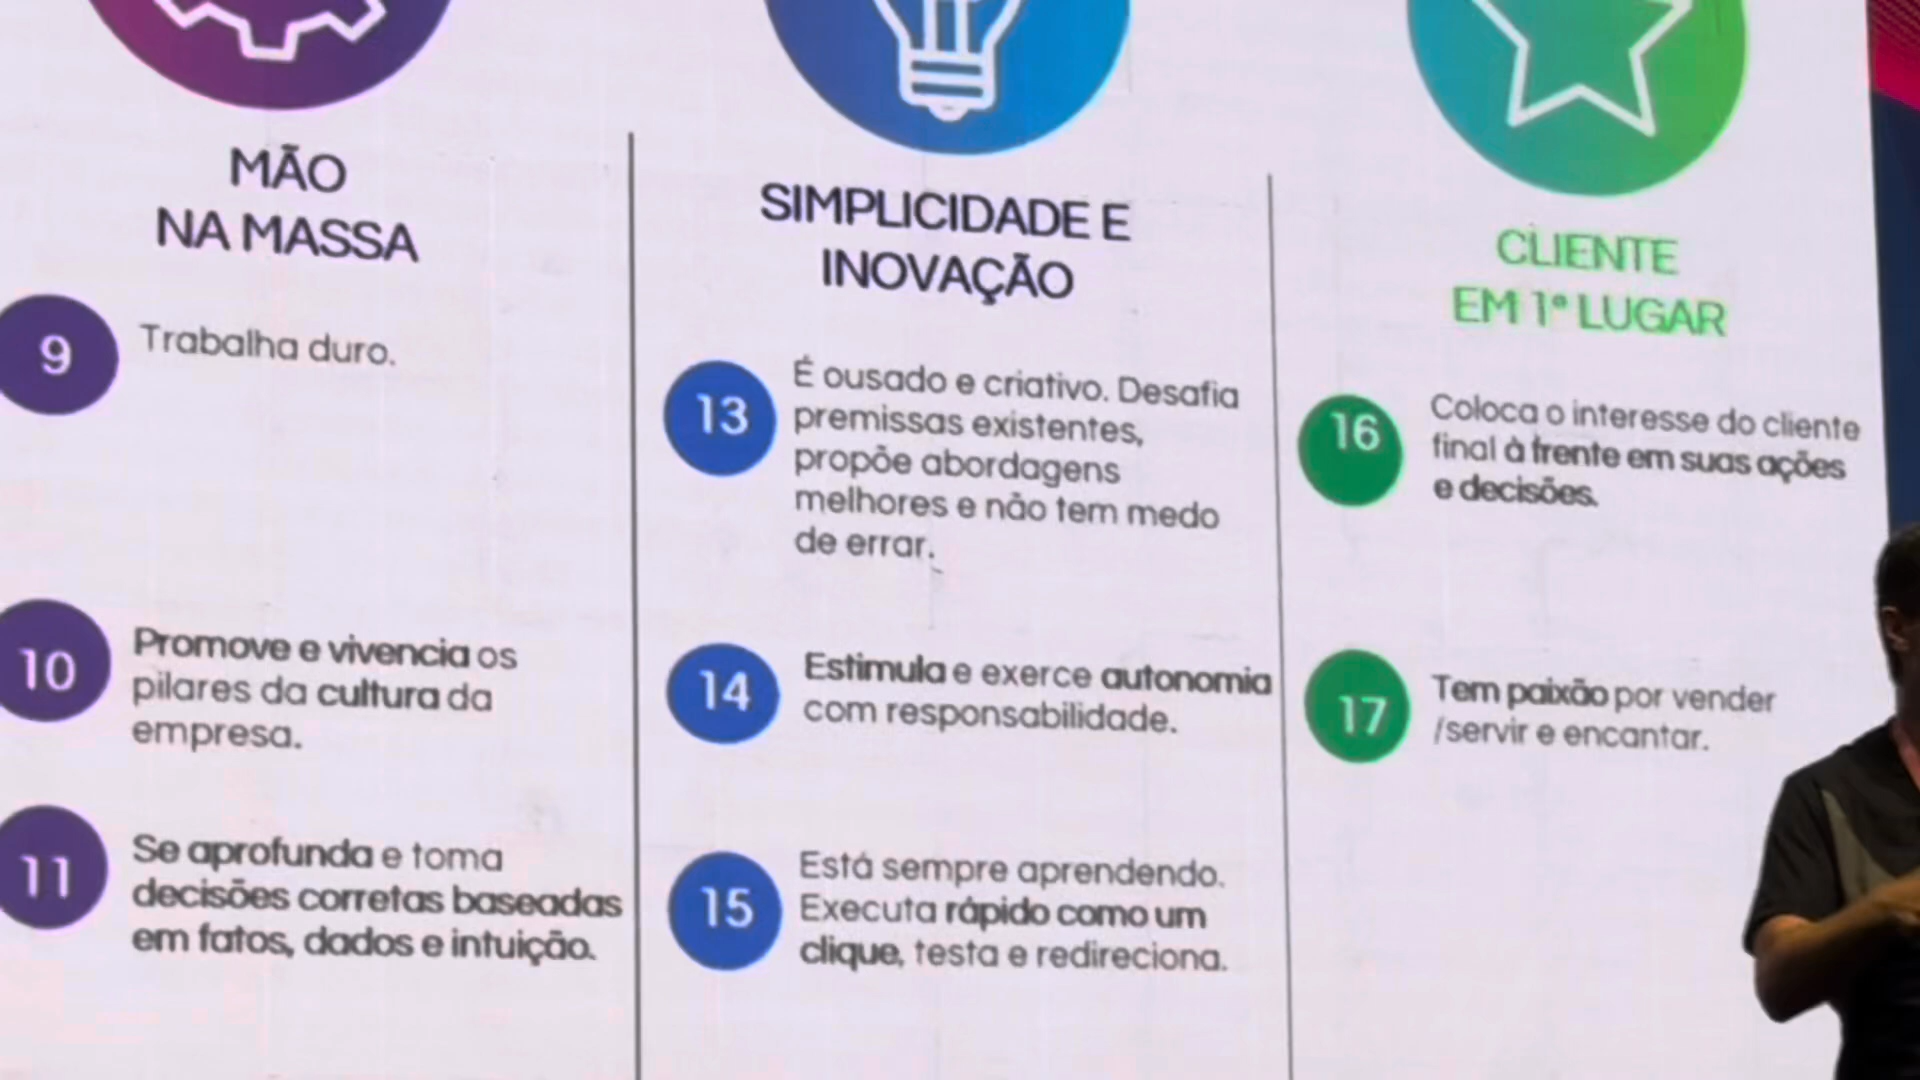 MÃO
NA MASSA
9
Trabalha duro.
10
Promove e vivencia os
pilares da cultura da
empresa.
11
Se aprofunda e toma
decisões corretas baseadas
em fatos, dados e intuição.
SIMPLICIDADE E
INOVAÇÃO
13
É ousado e criativo. Desafia
premissas existentes,
propõe abordagens
melhores e não tem medo
de errar.
14
Estimula e exerce autonomia
com responsabilidade.
15
Está sempre aprendendo.
Executa rápido como um
clique, testa e redireciona.
CLIENTE
EM 1º LUGAR
16
Coloca o interesse do cliente
final à frente em suas ações
e decisões.
17
Tem paixão por vender
/servir e encantar.